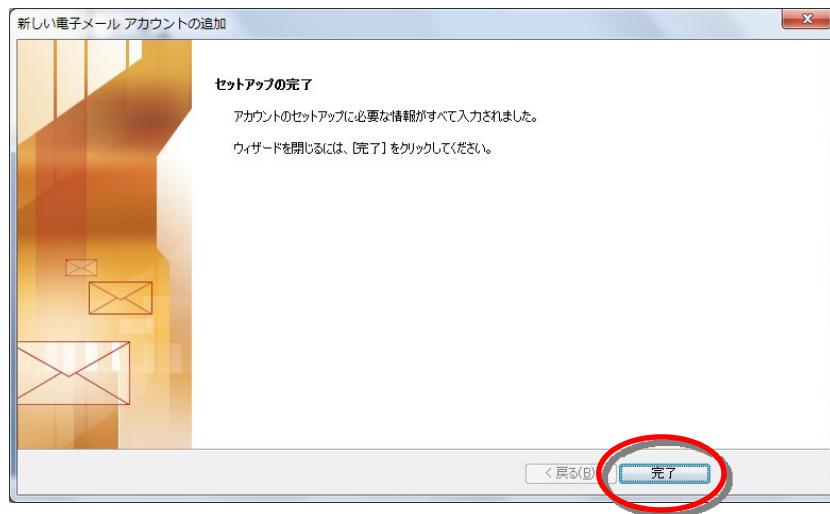 新しい電子メール アカウントの追加
セットアップの完了
アカウントのセットアップに必要な情報がすべて入力されました。
ウィザードを閉じるには、[完了] をクリックしてください。
< 戻る(B)
完了